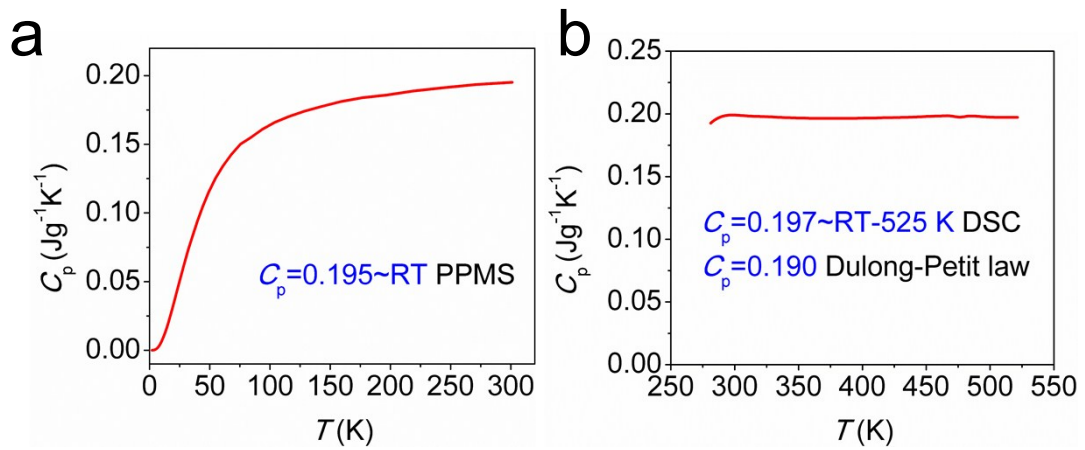 a
0.20
0.15
0.10
0.05
0.00
Cp (Jg-1K-1)
Cp=0.195~RT PPMS
0 50 100 150 200 250 300
T (K)
b
0.25
0.20
0.15
0.10
0.05
0.00
Cp (Jg-1K-1)
Cp=0.197~RT-525 K DSC
Cp=0.190 Dulong-Petit law
250 300 350 400 450 500 550
T (K)